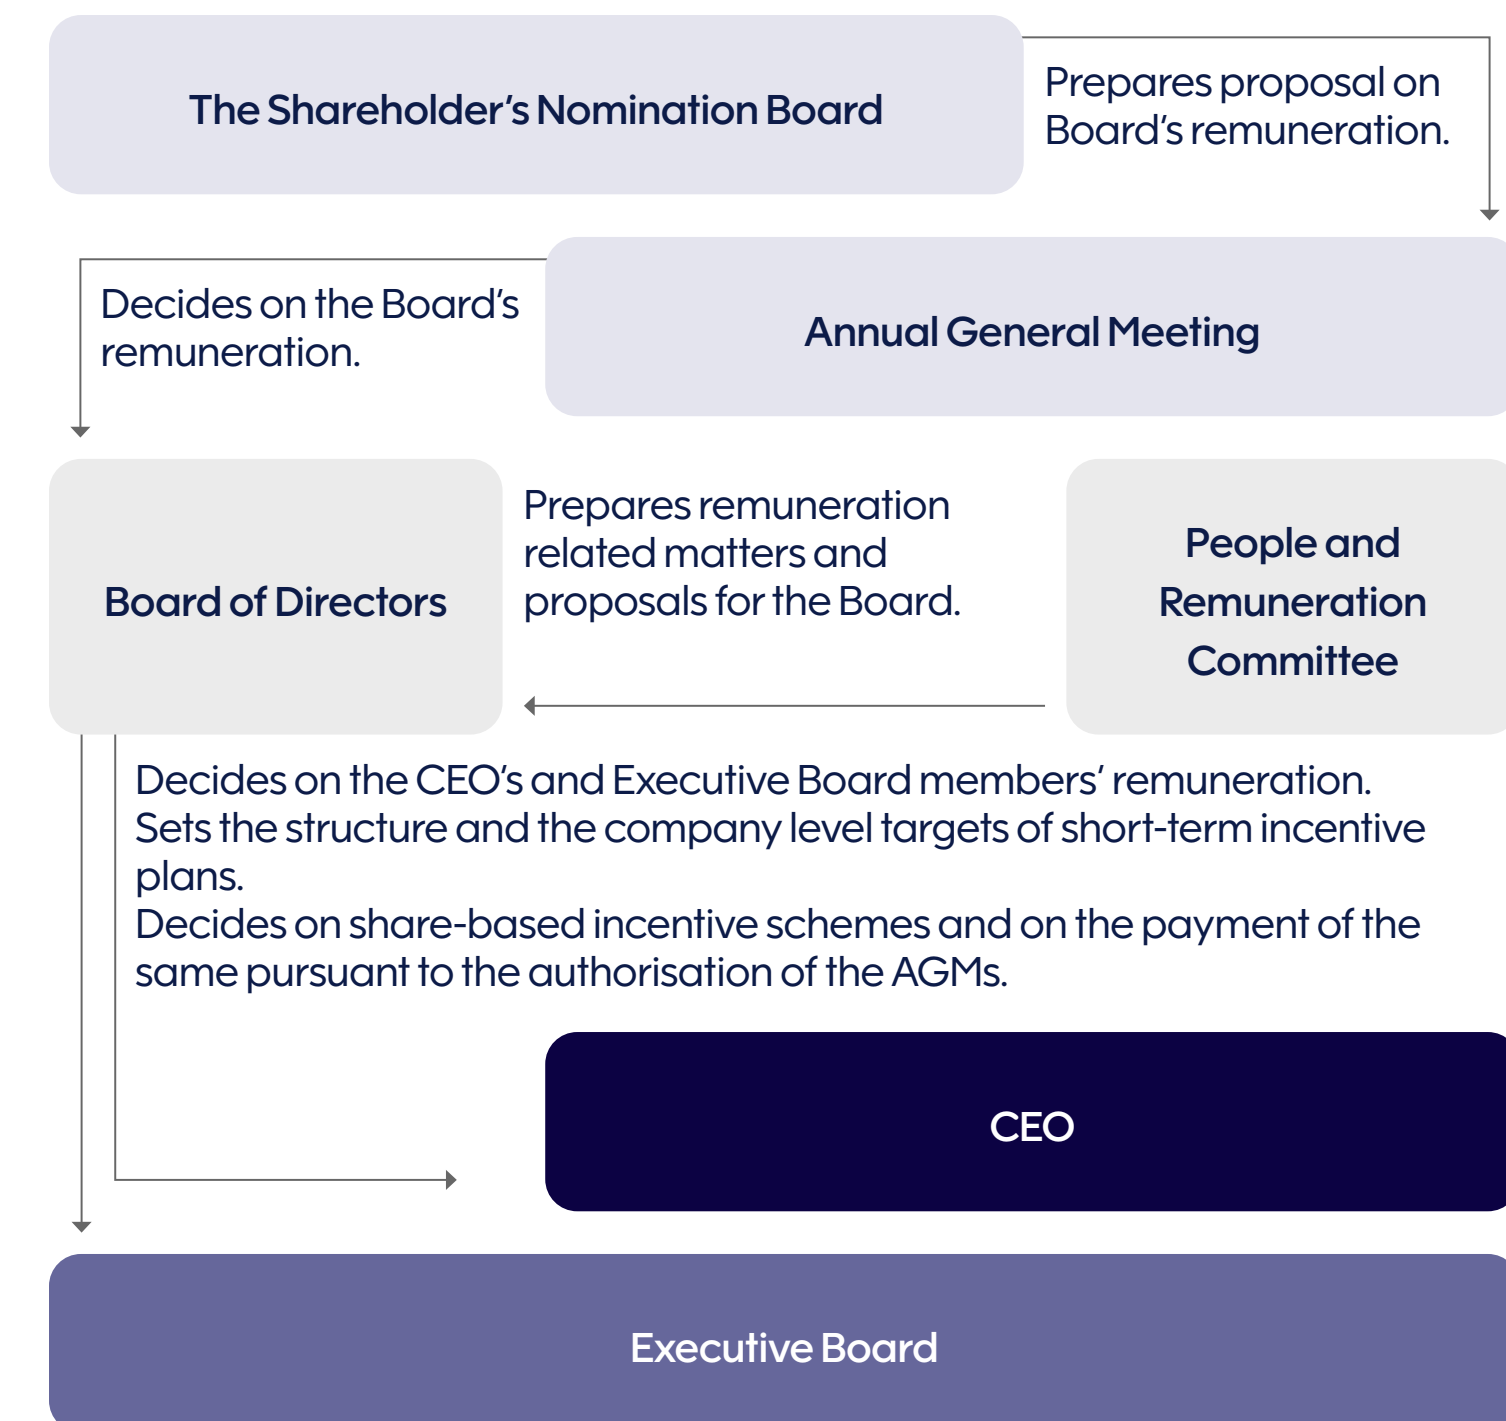 The Shareholder’s Nomination Board
Prepares proposal on
Board’s remuneration.
Decides on the Board’s
remuneration.
Annual General Meeting
Board of Directors
Prepares remuneration
related matters and
proposals for the Board.
People and
Remuneration
Committee
Decides on the CEO’s and Executive Board members’ remuneration.
Sets the structure and the company level targets of short-term incentive
plans.
Decides on share-based incentive schemes and on the payment of the
same pursuant to the authorisation of the AGMs.
CEO
Executive Board